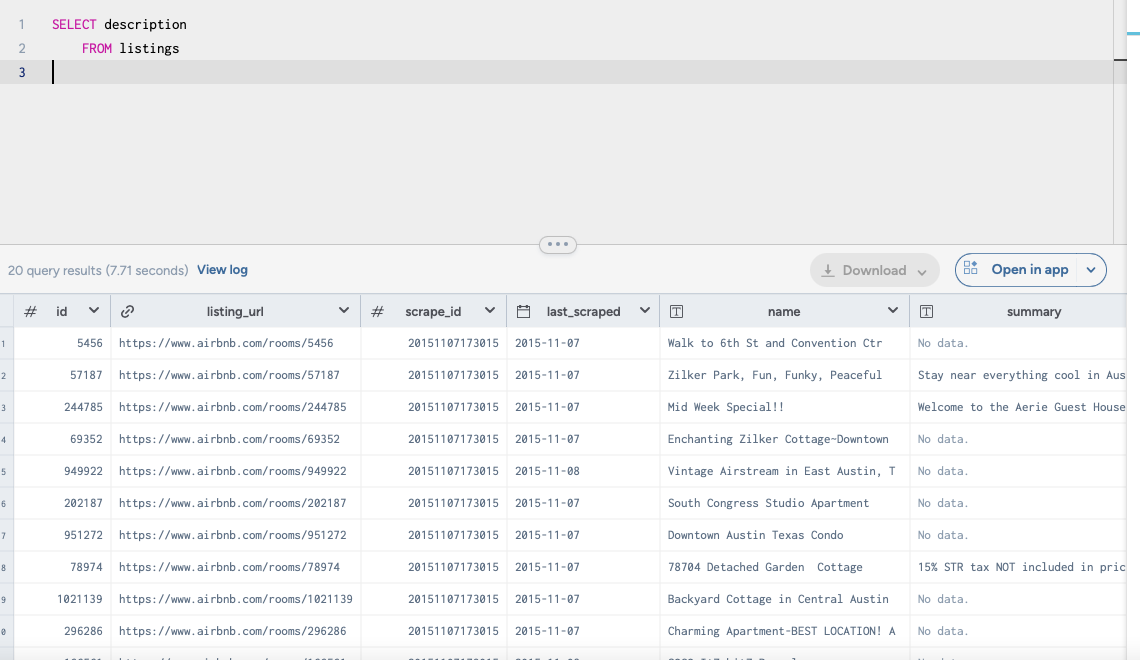 1 SELECT description
2 FROM listings
3
20 query results (7.71 seconds) View log Download Open in app
# id listing_url # scrape_id last_scraped T name T summary
1 5456 https://www.airbnb.com/rooms/5456 20151107173015 2015-11-07 Walk to 6th St and Convention Ctr No data.
2 57187 https://www.airbnb.com/rooms/57187 20151107173015 2015-11-07 Zilker Park, Fun, Funky, Peaceful Stay near everything cool in Aus
3 244785 https://www.airbnb.com/rooms/244785 20151107173015 2015-11-07 Mid Week Special!! Welcome to the Aerie Guest House
4 69352 https://www.airbnb.com/rooms/69352 20151107173015 2015-11-07 Enchanting Zilker Cottage~Downtown No data.
5 949922 https://www.airbnb.com/rooms/949922 20151107173015 2015-11-08 Vintage Airstream in East Austin, T No data.
6 202187 https://www.airbnb.com/rooms/202187 20151107173015 2015-11-07 South Congress Studio Apartment No data.
7 951272 https://www.airbnb.com/rooms/951272 20151107173015 2015-11-07 Downtown Austin Texas Condo No data.
8 78974 https://www.airbnb.com/rooms/78974 20151107173015 2015-11-07 78704 Detached Garden  Cottage 15% STR tax NOT included in pric
9 1021139 https://www.airbnb.com/rooms/1021139 20151107173015 2015-11-07 Backyard Cottage in Central Austin No data.
0 296286 https://www.airbnb.com/rooms/296286 20151107173015 2015-11-07 Charming Apartment-BEST LOCATION! A No data.